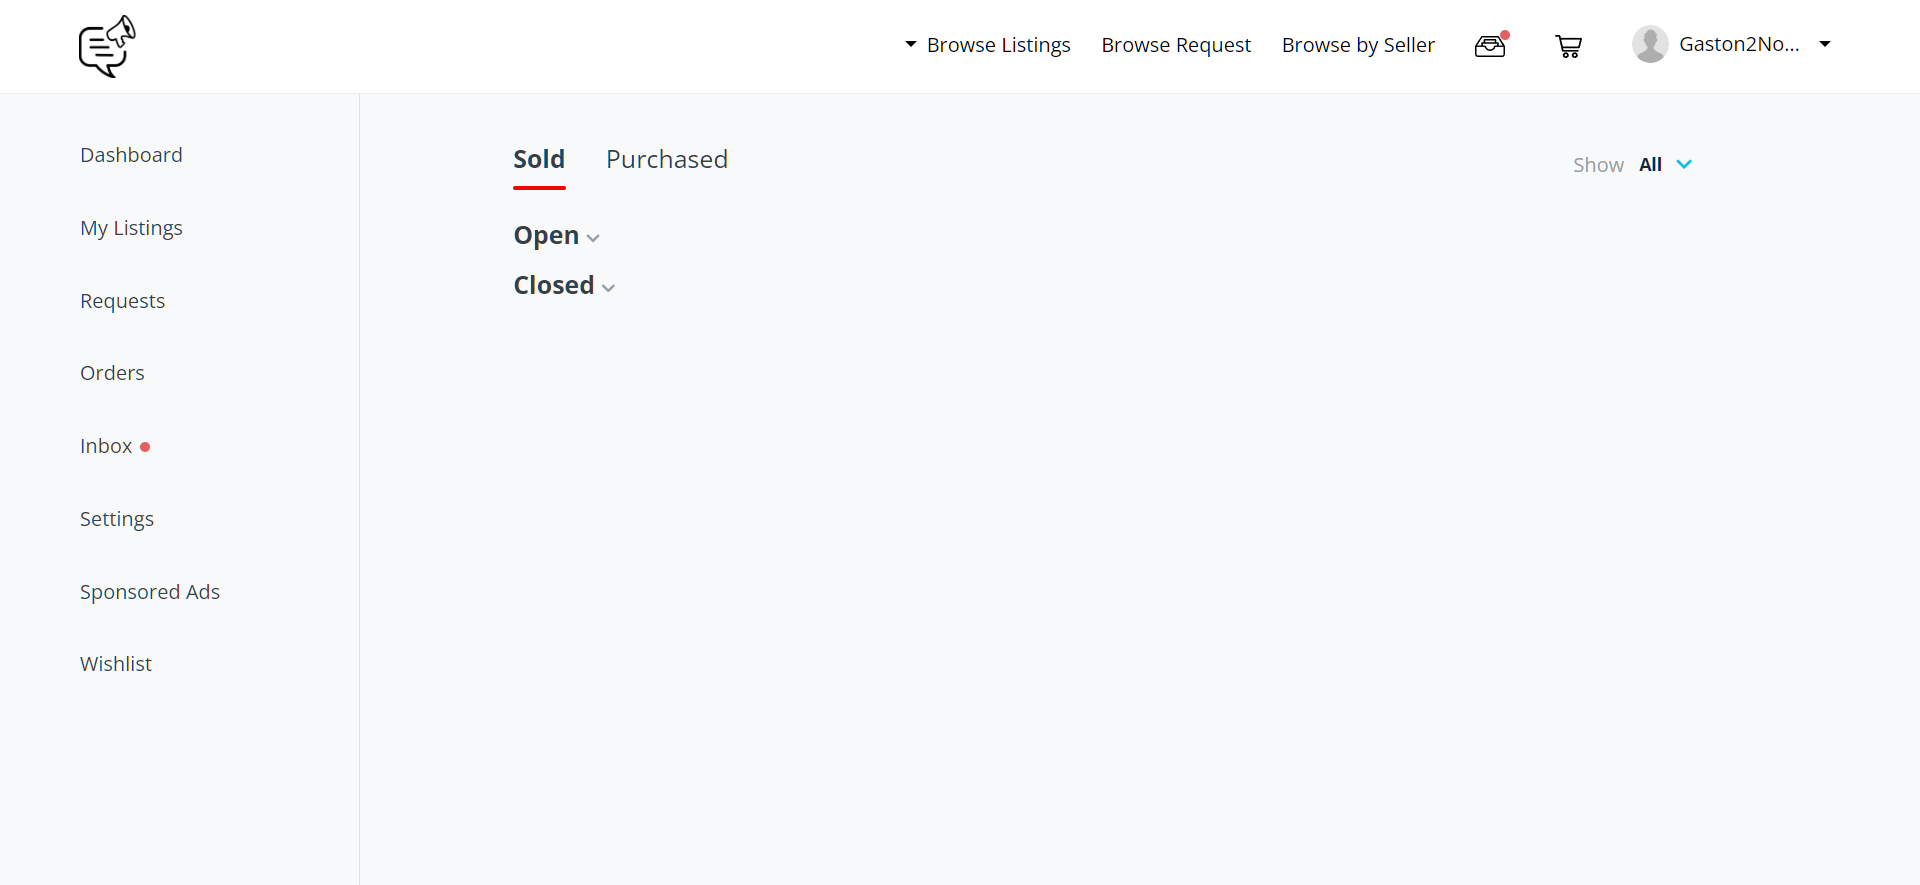 Browse Listings Browse Request Browse by Seller Gaston2No...
Dashboard
My Listings
Requests
Orders
Inbox
Settings
Sponsored Ads
Wishlist
Sold Purchased
Show All
Open
Closed